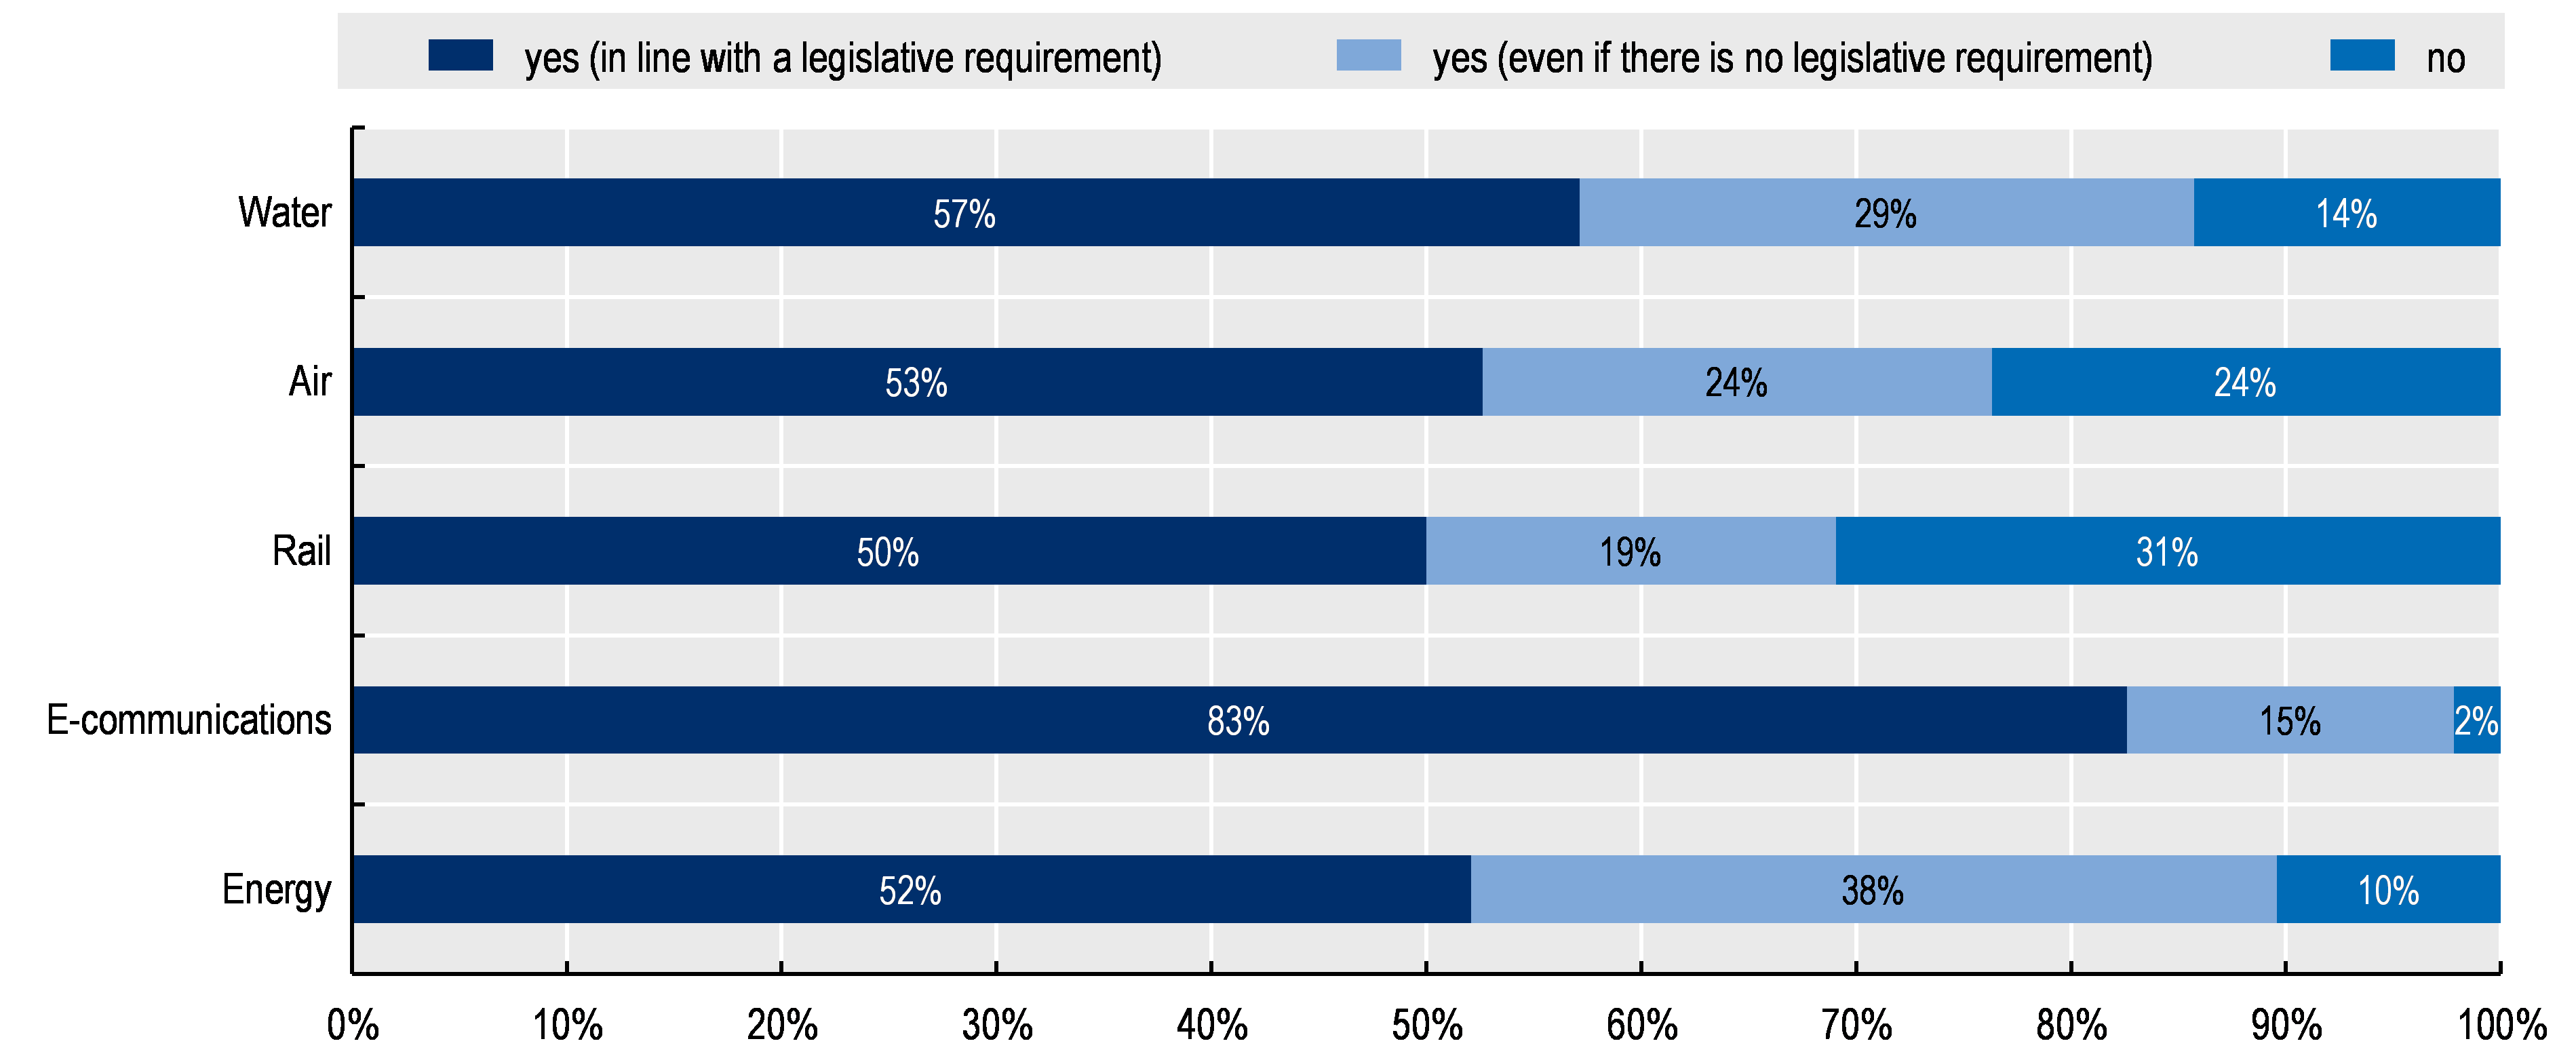 yes (in line with a legislative requirement) yes (even if there is no legislative requirement) no
Water 57% 29% 14%
Air 53% 24% 24%
Rail 50% 19% 31%
E-communications 83% 15% 2%
Energy 52% 38% 10%
0% 10% 20% 30% 40% 50% 60% 70% 80% 90% 100%